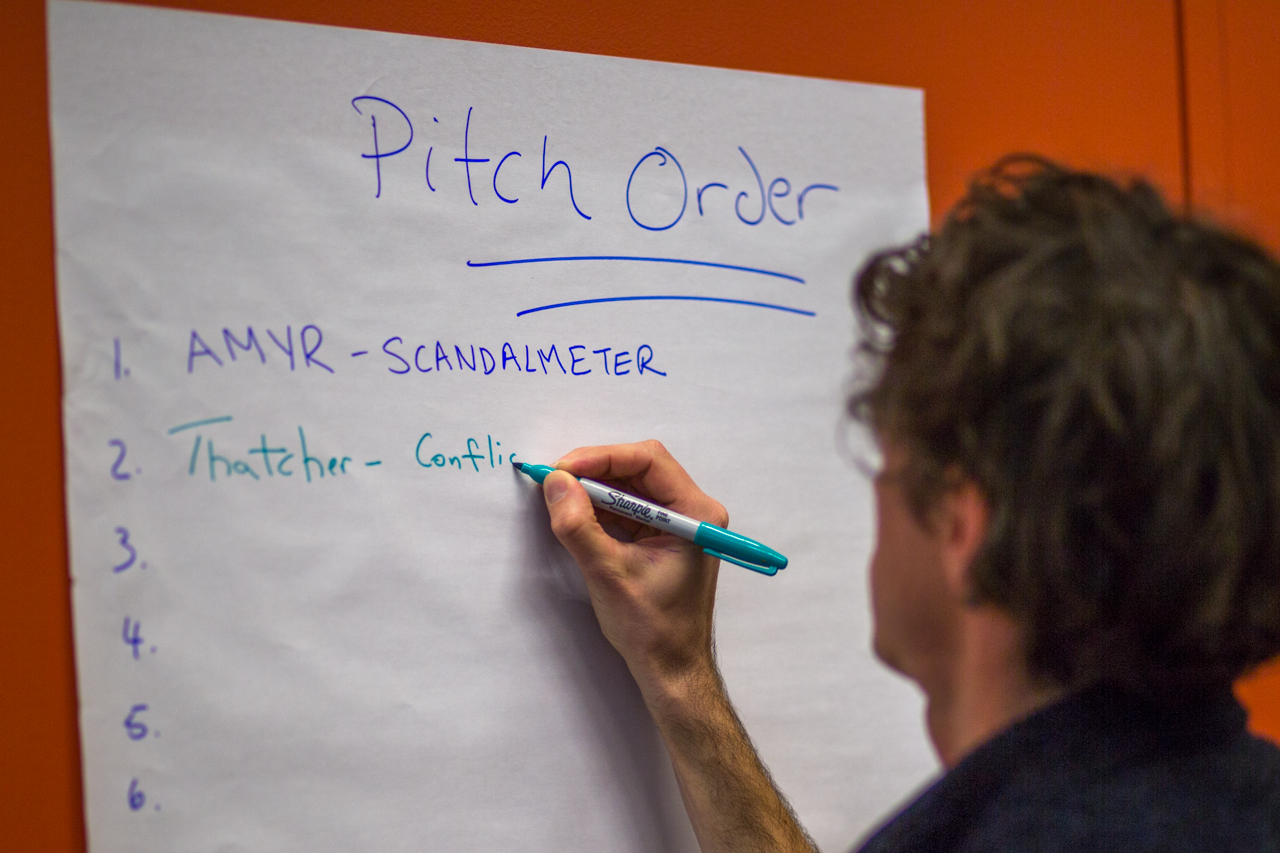 Pitch Order
1. AMYR - SCANDALMETER
2. Thatcher - Conflic
3.
4.
5.
6.
Sharpie